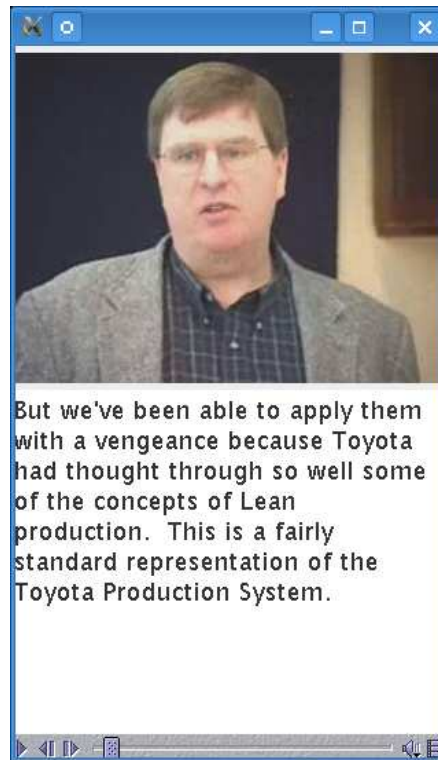 But we've been able to apply them
with a vengeance because Toyota
had thought through so well some
of the concepts of Lean
production.  This is a fairly
standard representation of the
Toyota Production System.